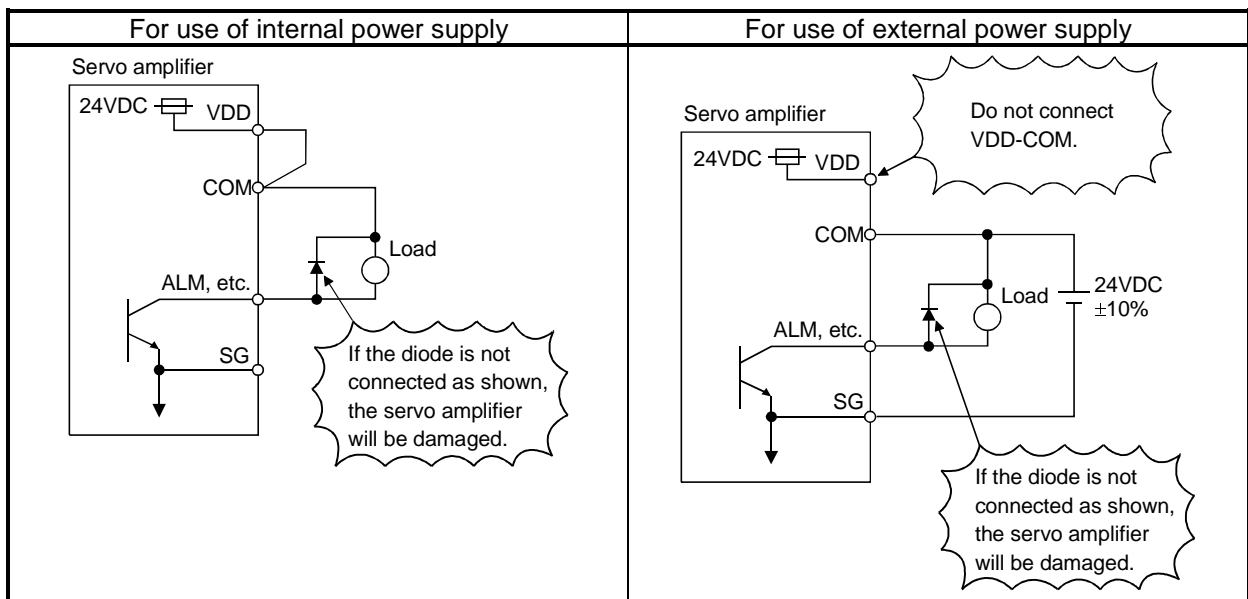 For use of internal power supply
For use of external power supply
Servo amplifier
24VDC
VDD
COM
Load
ALM, etc.
SG
If the diode is not
connected as shown,
the servo amplifier
will be damaged.
Servo amplifier
Do not connect
VDD-COM.
24VDC
VDD
COM
Load
24VDC
±10%
ALM, etc.
SG
If the diode is not
connected as shown,
the servo amplifier
will be damaged.